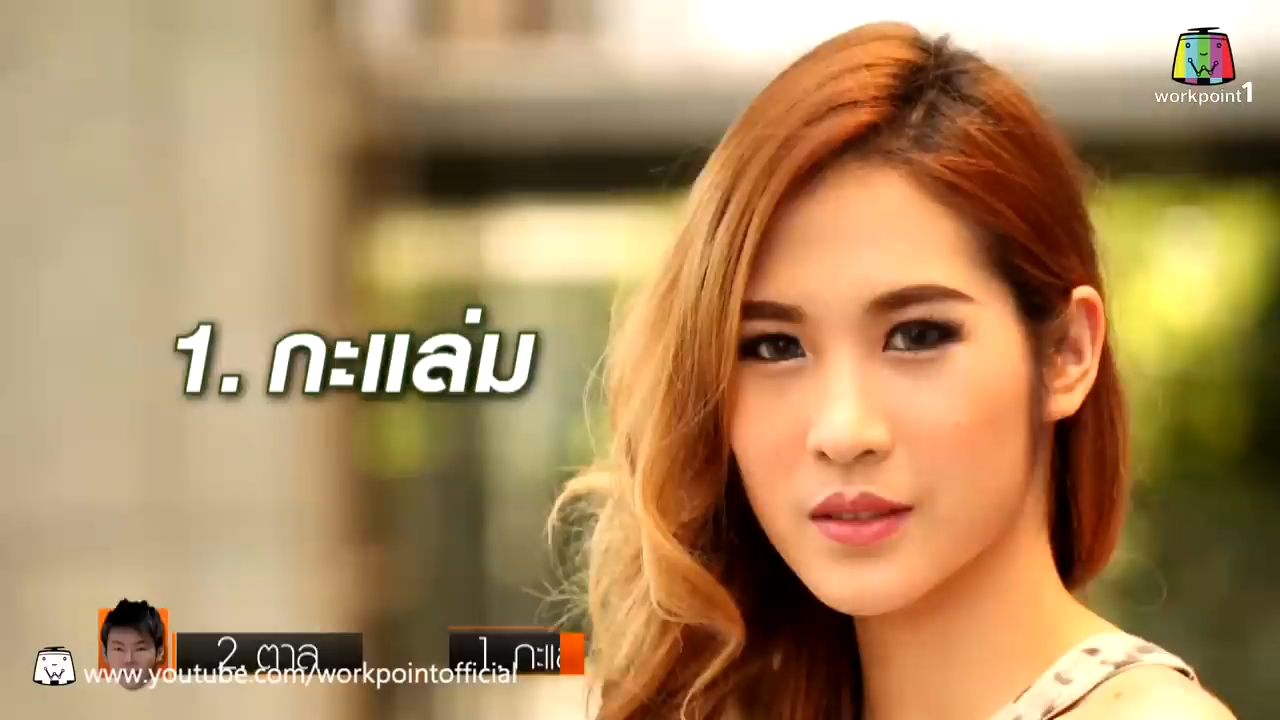 workpoint1
1. กะแล่ม
2. ตาล
1. กะแ
www.youtube.com/workpointofficial